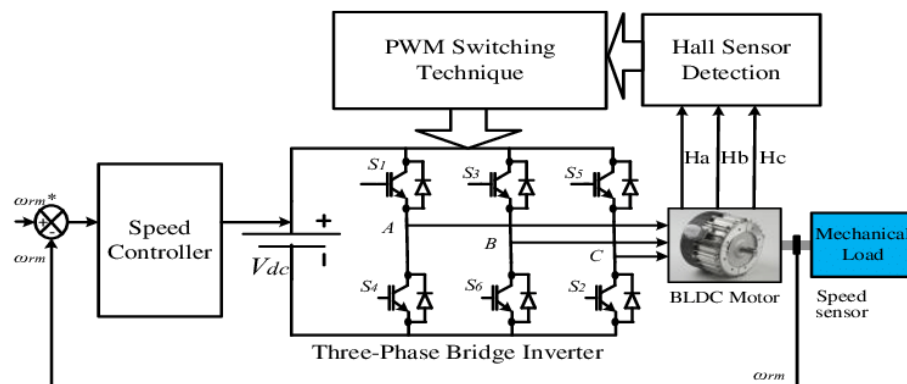 PWM Switching
Technique
Hall Sensor
Detection
Ha Hb Hc
S1
S3
S5
ωrm*
+
-
ωrm
Speed
Controller
+
Vdc
-
A
B
C
S4
S6
S2
Mechanical
Load
BLDC Motor
Speed
sensor
Three-Phase Bridge Inverter
ωrm